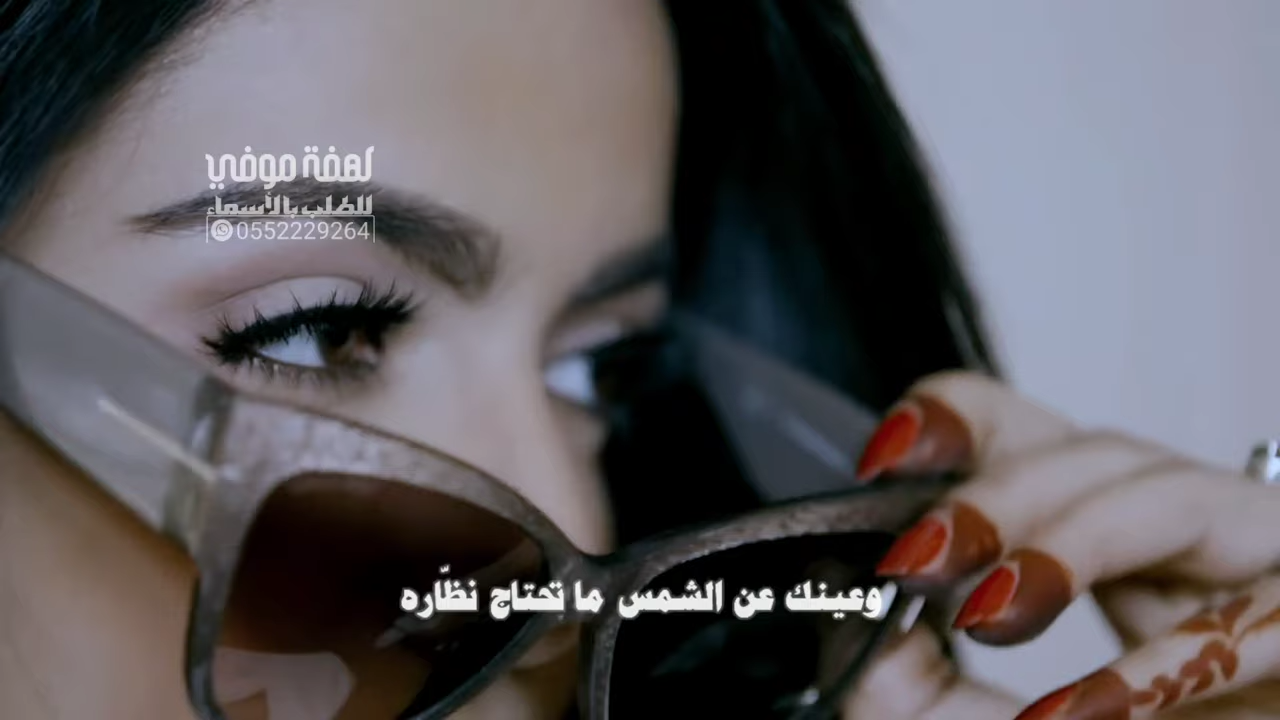 لهفة موفي
للطلب بالأسماء
0552229264
وعينك عن الشمس ما تحتاج نظّاره